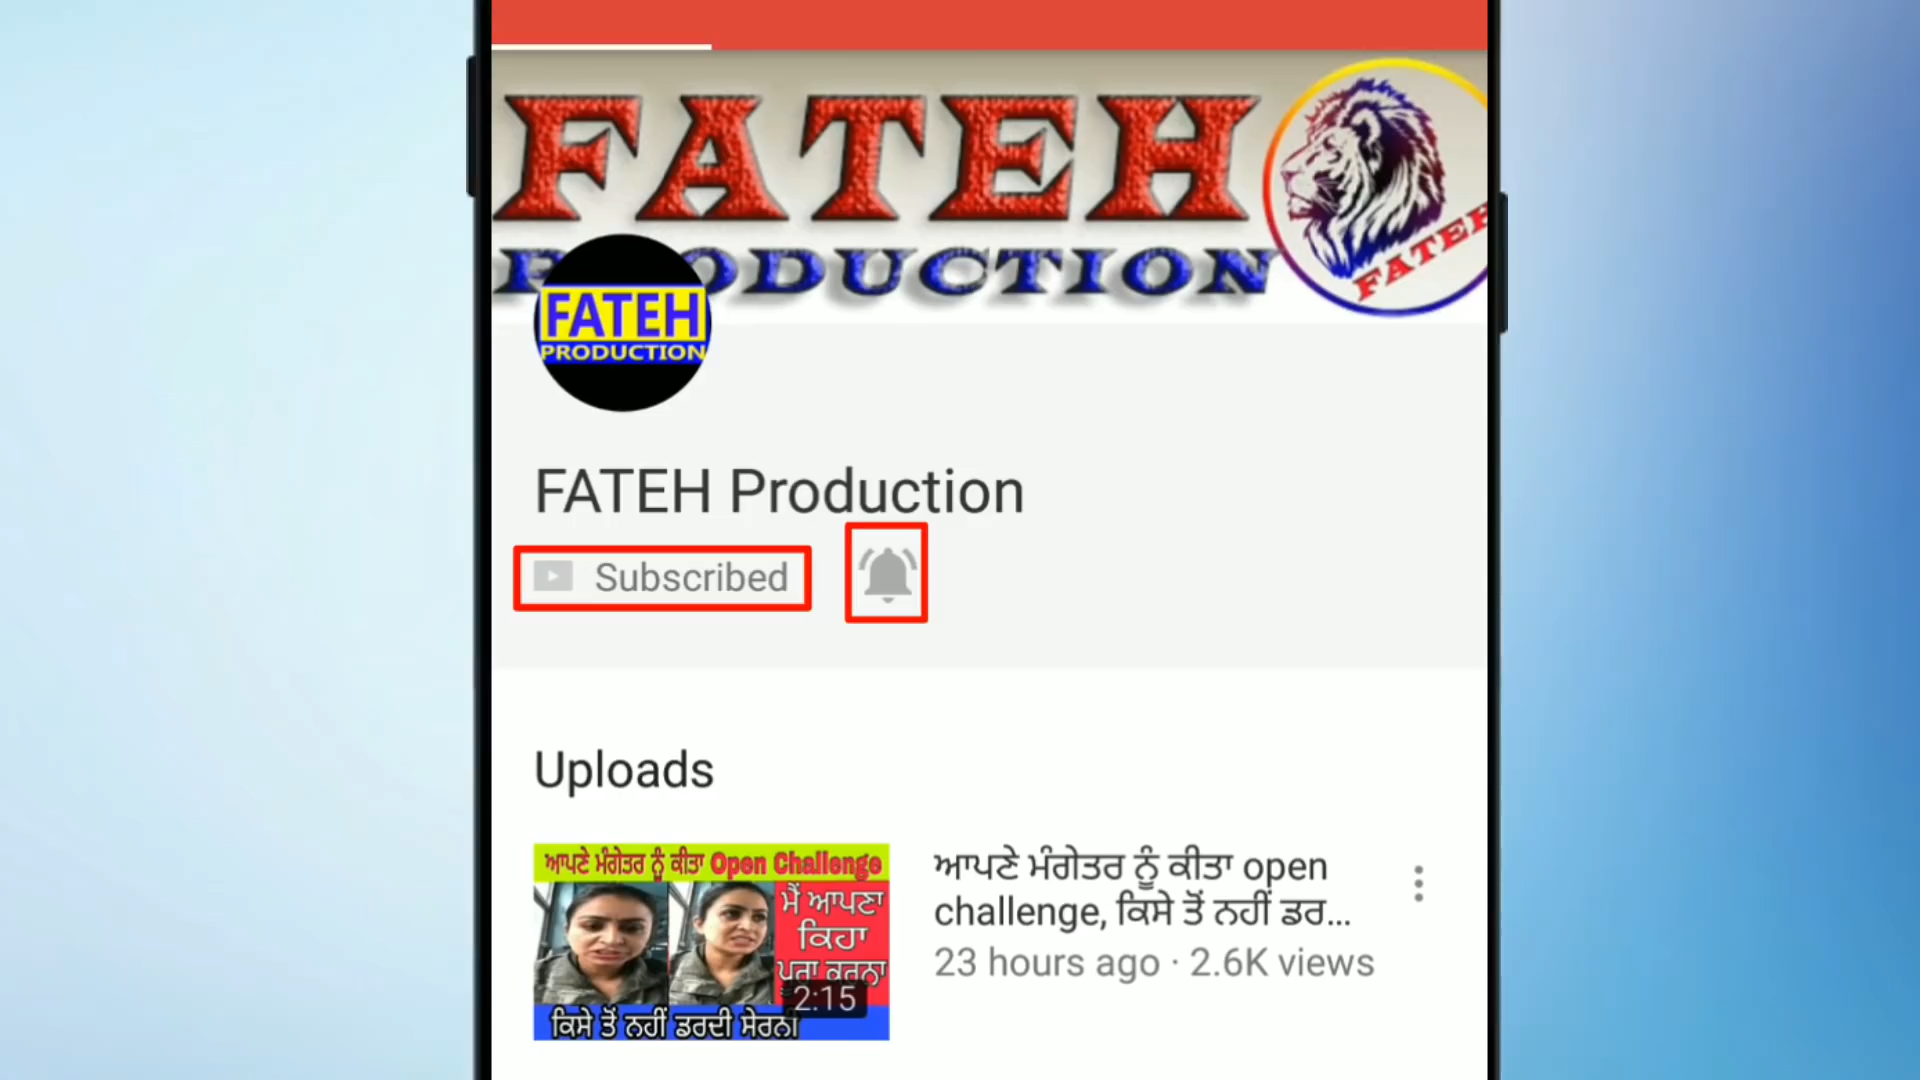 FATEH
PRODUCTION
FATEH
FATEH
PRODUCTION
FATEH Production
Subscribed
Uploads
ਆਪਣੇ ਮੰਗੇਤਰ ਨੂੰ ਕੀਤਾ Open Challenge
ਮੈਂ ਆਪਣਾ
ਕਿਹਾ
ਪੂਰਾ ਕਰਨਾ
2:15
ਕਿਸੇ ਤੋਂ ਨਹੀਂ ਡਰਦੀ ਸ਼ੇਰਨੀ
ਆਪਣੇ ਮੰਗੇਤਰ ਨੂੰ ਕੀਤਾ open
challenge, ਕਿਸੇ ਤੋਂ ਨਹੀਂ ਡਰ...
23 hours ago · 2.6K views